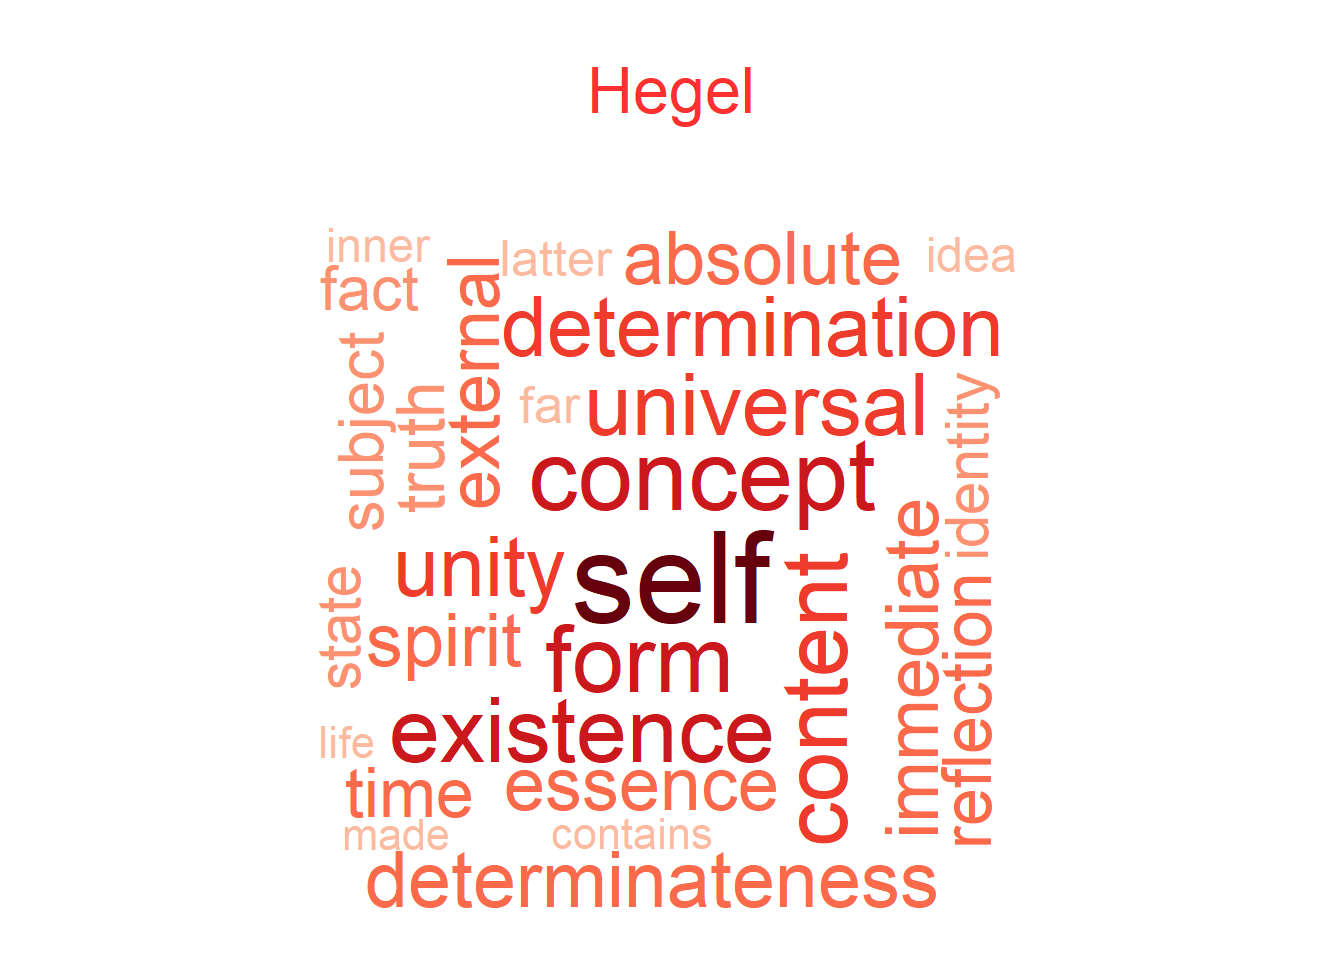 Hegel
inner
latter
absolute
idea
fact
external
determination
subject
truth
far
universal
identity
concept
unity
self
content
immediate
state
spirit
form
reflection
existence
life
time
essence
made
contains
determinateness